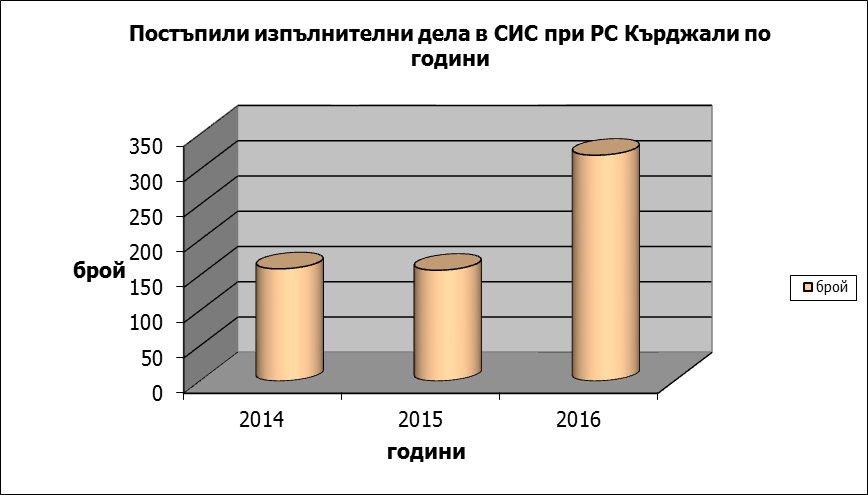 Постъпили изпълнителни дела в СИС при РС Кърджали по
години
350
300
250
200
150
100
50
0
брой
2014 2015 2016
години
брой